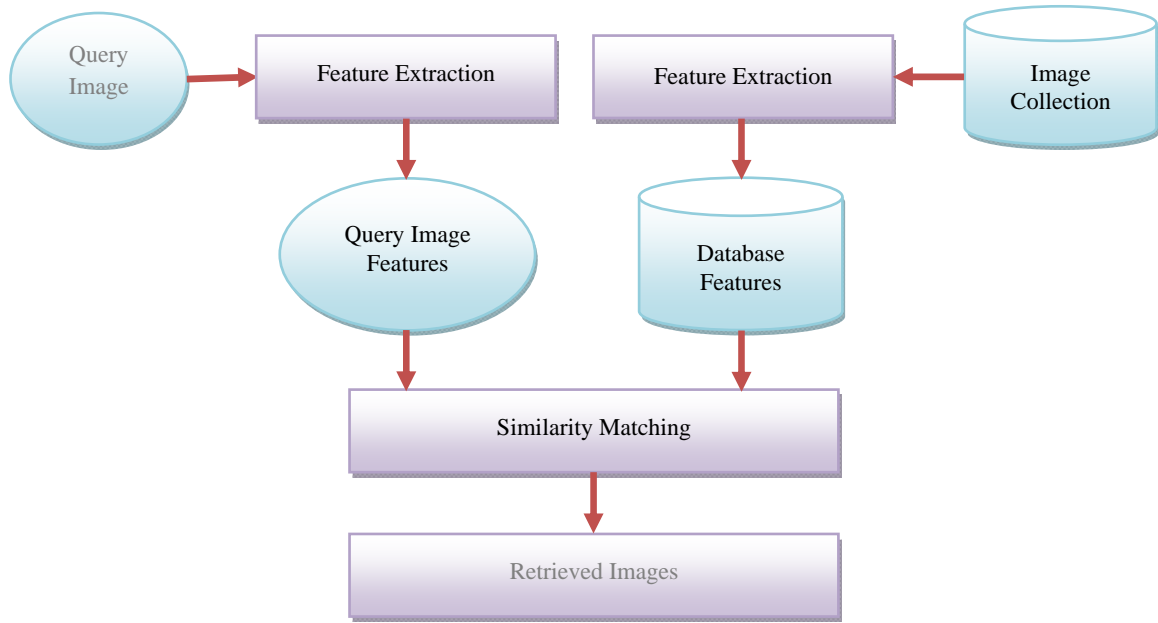 Query
Image
Feature Extraction
Feature Extraction
Image
Collection
Query Image
Features
Database
Features
Similarity Matching
Retrieved Images